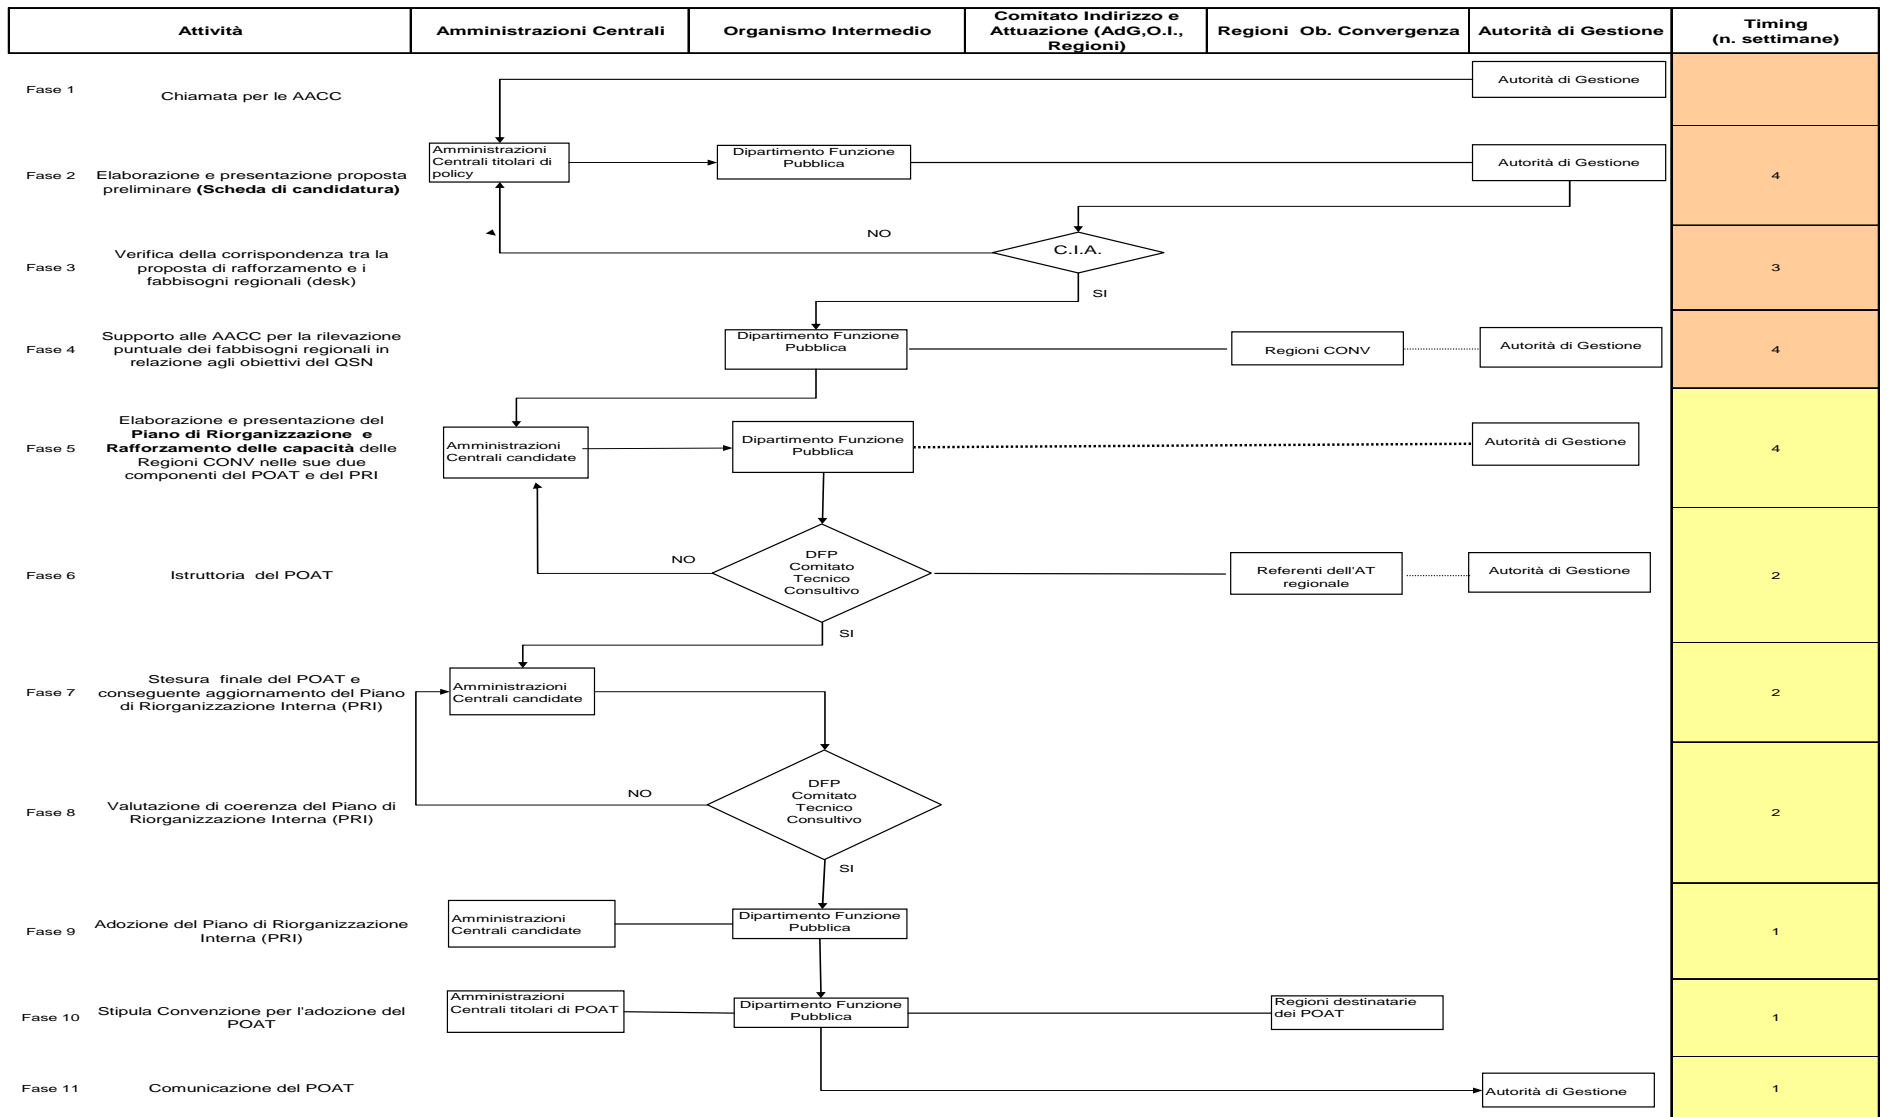 Attività
Amministrazioni Centrali
Organismo Intermedio
Comitato Indirizzo e
Attuazione (AdG,O.I.,
Regioni)
Regioni Ob. Convergenza
Autorità di Gestione
Timing
(n. settimane)
Fase 1
Chiamata per le AACC
Autorità di Gestione
Fase 2
Elaborazione e presentazione proposta
preliminare (Scheda di candidatura)
Amministrazioni
Centrali titolari di
policy
Dipartimento Funzione
Pubblica
Autorità di Gestione
4
Fase 3
Verifica della corrispondenza tra la
proposta di rafforzamento e i
fabbisogni regionali (desk)
NO
C.I.A.
SI
3
Fase 4
Supporto alle AACC per la rilevazione
puntuale dei fabbisogni regionali in
relazione agli obiettivi del QSN
Dipartimento Funzione
Pubblica
Regioni CONV
Autorità di Gestione
4
Fase 5
Elaborazione e presentazione del
Piano di Riorganizzazione e
Rafforzamento delle capacità delle
Regioni CONV nelle sue due
componenti del POAT e del PRI
Amministrazioni
Centrali candidate
Dipartimento Funzione
Pubblica
Autorità di Gestione
4
Fase 6
Istruttoria del POAT
NO
DFP
Comitato
Tecnico
Consultivo
SI
Referenti dell'AT
regionale
Autorità di Gestione
2
Fase 7
Stesura finale del POAT e
conseguente aggiornamento del Piano
di Riorganizzazione Interna (PRI)
Amministrazioni
Centrali candidate
2
Fase 8
Valutazione di coerenza del Piano di
Riorganizzazione Interna (PRI)
NO
DFP
Comitato
Tecnico
Consultivo
SI
2
Fase 9
Adozione del Piano di Riorganizzazione
Interna (PRI)
Amministrazioni
Centrali candidate
Dipartimento Funzione
Pubblica
1
Fase 10
Stipula Convenzione per l'adozione del
POAT
Amministrazioni
Centrali titolari di POAT
Dipartimento Funzione
Pubblica
Regioni destinatarie
dei POAT
1
Fase 11
Comunicazione del POAT
Autorità di Gestione
1